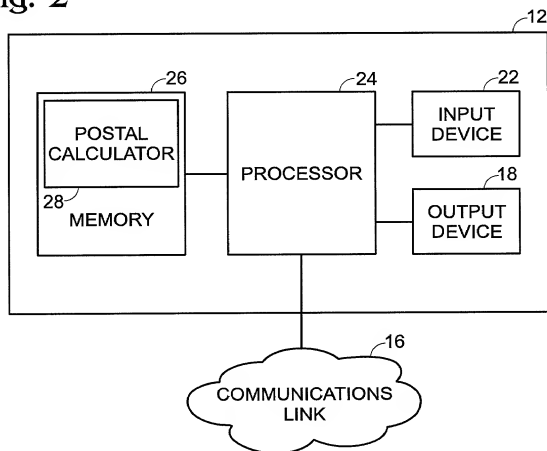 Fig. 2
12
26
24
22
POSTAL
CALCULATOR
28
MEMORY
PROCESSOR
INPUT
DEVICE
18
OUTPUT
DEVICE
16
COMMUNICATIONS
LINK